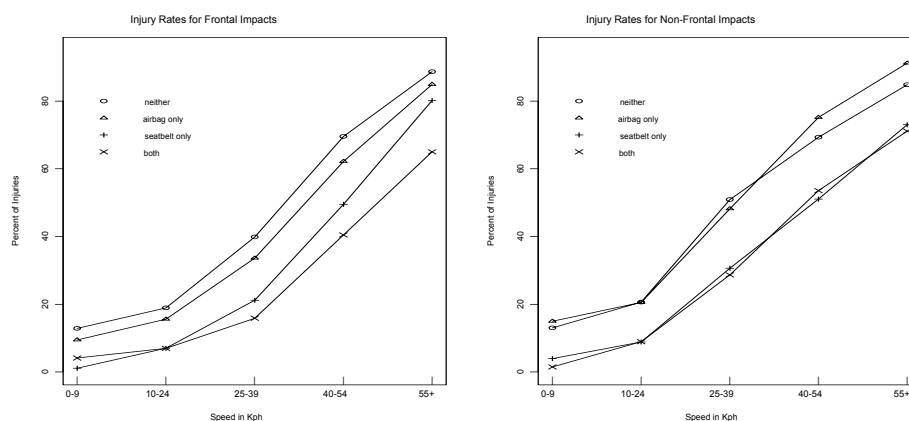 Injury Rates for Frontal Impacts
Percent of Injuries
80
60
40
20
0
neither
airbag only
seatbelt only
both
0-9
10-24
25-39
40-54
55+
Speed in Kph
Injury Rates for Non-Frontal Impacts
Percent of Injuries
80
60
40
20
0
neither
airbag only
seatbelt only
both
0-9
10-24
25-39
40-54
55+
Speed in Kph